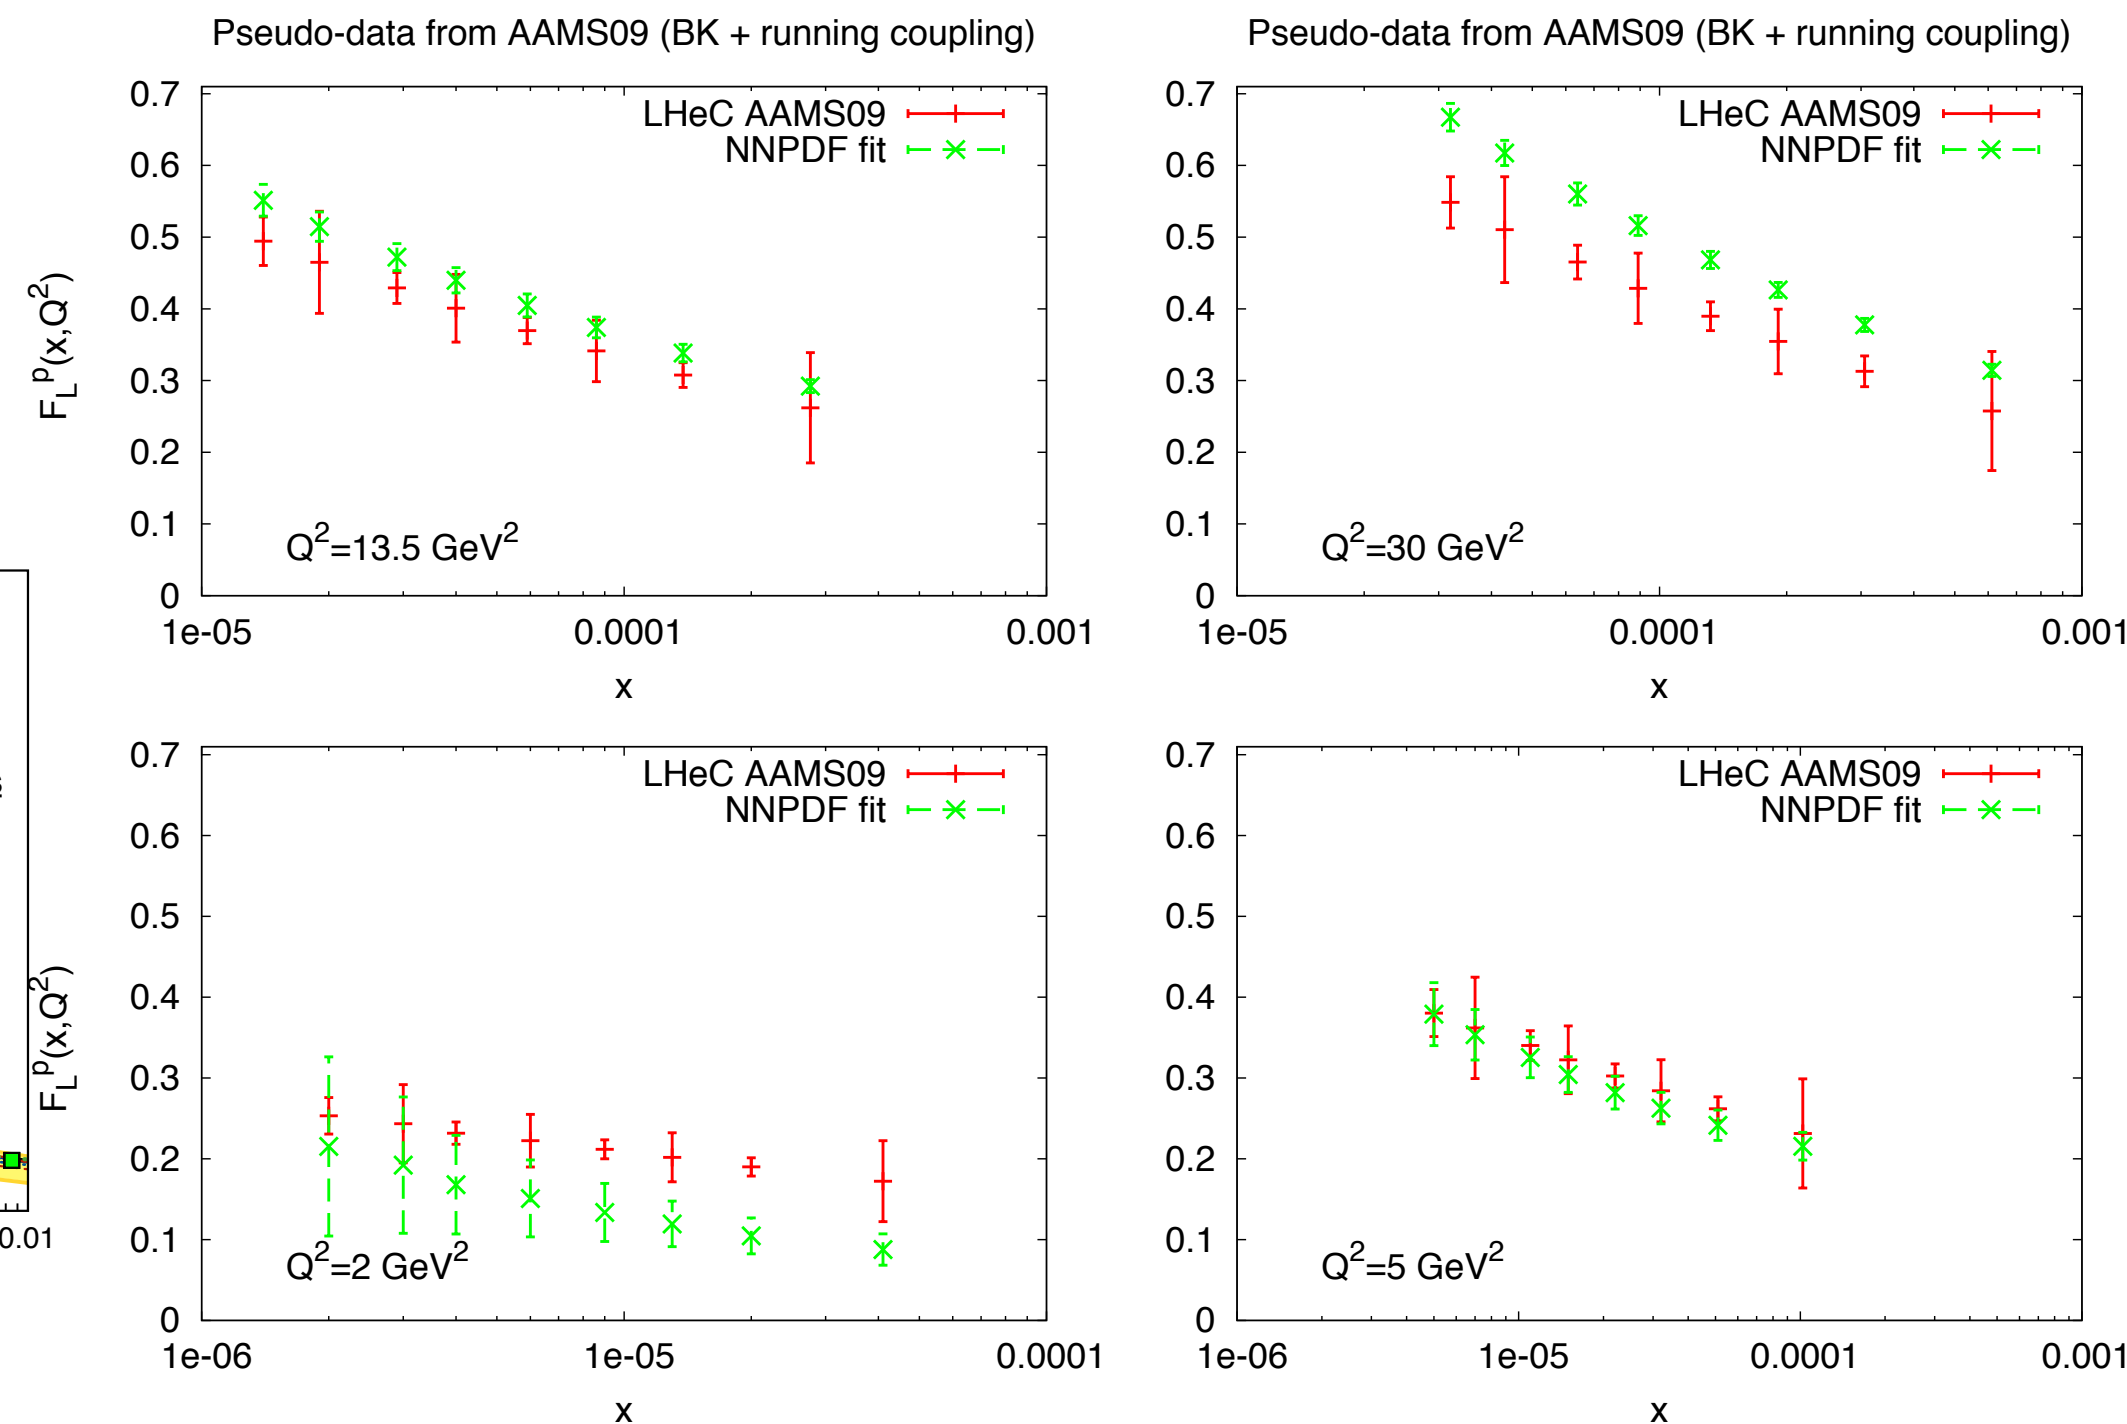 Pseudo-data from AAMS09 (BK + running coupling)
0.7
0.6
0.5
0.4
0.3
0.2
0.1
0
F_L^p(x,Q^2)
LHeC AAMS09
NNPDF fit
Q^2=13.5 GeV^2
1e-05 0.0001 0.001
x
Pseudo-data from AAMS09 (BK + running coupling)
0.7
0.6
0.5
0.4
0.3
0.2
0.1
0
LHeC AAMS09
NNPDF fit
Q^2=30 GeV^2
1e-05 0.0001 0.001
x
0.7
0.6
0.5
0.4
0.3
0.2
0.1
0
F_L^p(x,Q^2)
LHeC AAMS09
NNPDF fit
Q^2=2 GeV^2
1e-06 1e-05 0.0001
x
0.7
0.6
0.5
0.4
0.3
0.2
0.1
0
LHeC AAMS09
NNPDF fit
Q^2=5 GeV^2
1e-06 1e-05 0.0001 0.001
x
0.01